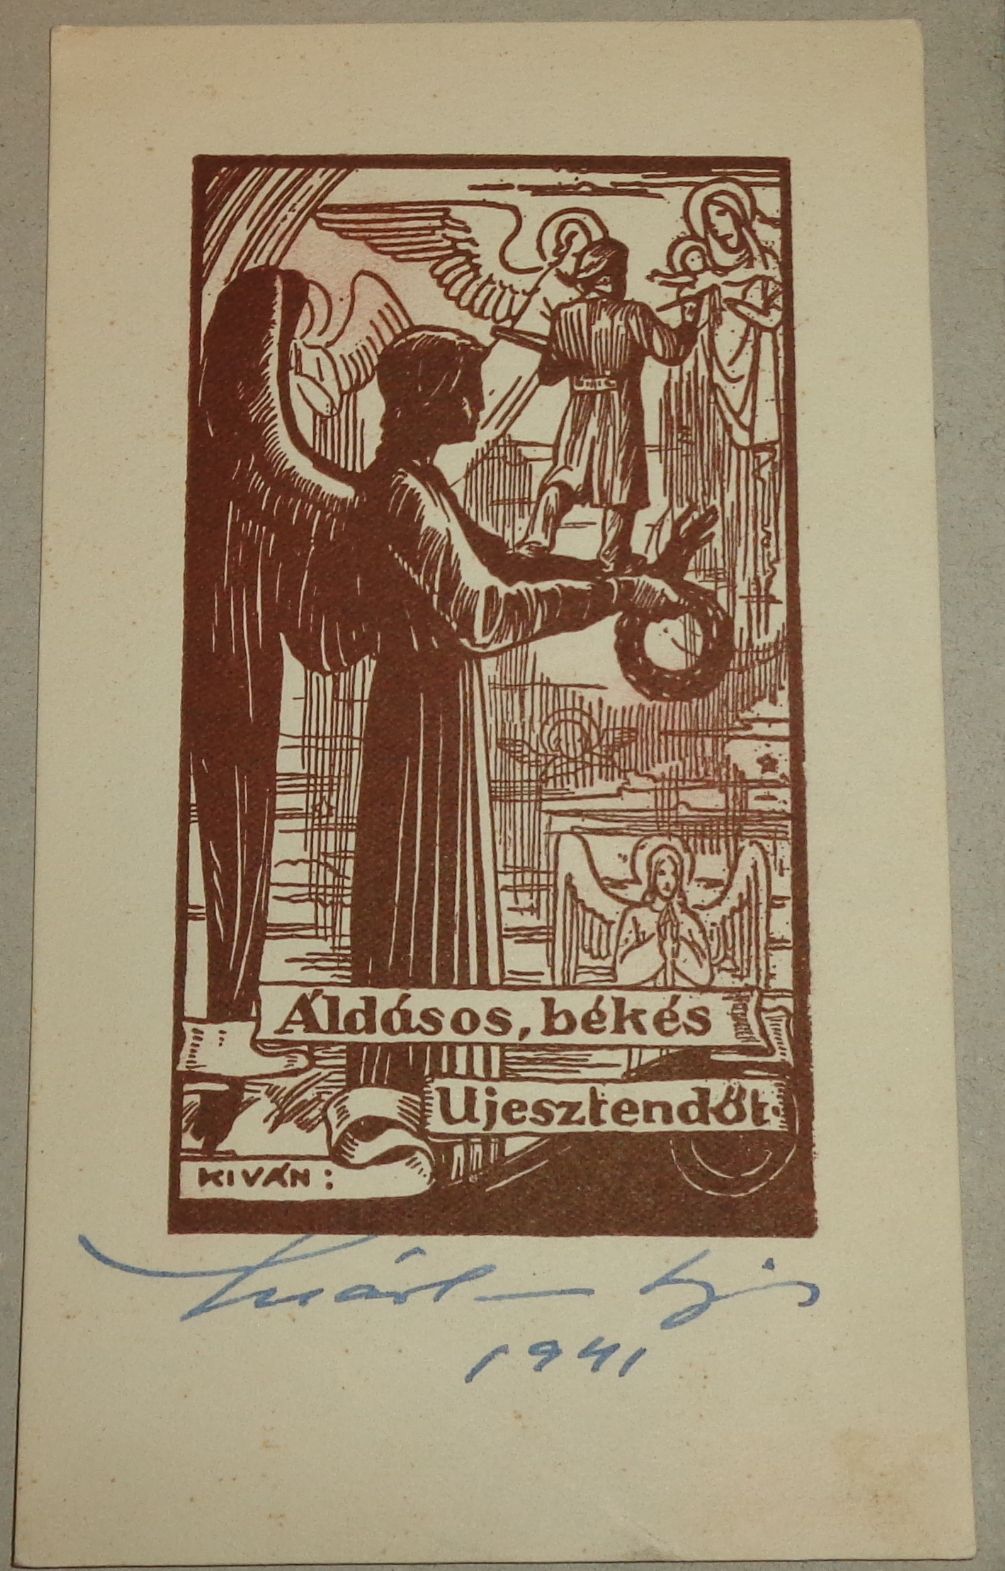 Áldásos, békés
Ujesztendőt
KIVÁN:
1941